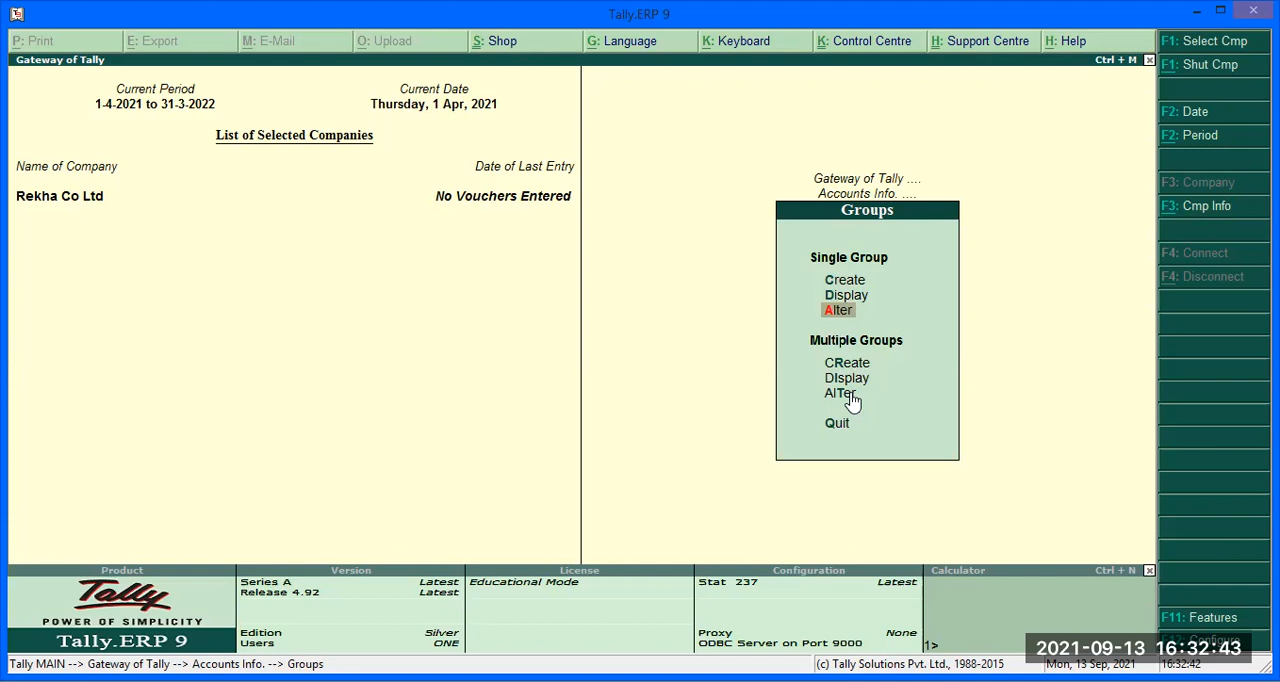 Tally.ERP 9
P: Print
E: Export
M: E-Mail
O: Upload
S: Shop
G: Language
K: Keyboard
K: Control Centre
H: Support Centre
H: Help
Gateway of Tally
Ctrl + M
Current Period
1-4-2021 to 31-3-2022
Current Date
Thursday, 1 Apr, 2021
List of Selected Companies
Name of Company
Date of Last Entry
Rekha Co Ltd
No Vouchers Entered
Gateway of Tally ....
Accounts Info. ....
Groups
Single Group
Create
Display
Alter
Multiple Groups
CReate
DIsplay
AlTer
Quit
F1: Select Cmp
F1: Shut Cmp
F2: Date
F2: Period
F3: Company
F3: Cmp Info
F4: Connect
F4: Disconnect
F11: Features
F12: Configure
Product
Tally
POWER OF SIMPLICITY
Tally.ERP 9
Version
Series A Latest
Release 4.92 Latest
Edition Silver
Users ONE
License
Educational Mode
Configuration
Stat 237 Latest
Proxy None
ODBC Server on Port 9000
Calculator
Ctrl + N
1>
2021-09-13 16:32:43
Tally MAIN --> Gateway of Tally --> Accounts Info. --> Groups
(c) Tally Solutions Pvt. Ltd., 1988-2015
Mon, 13 Sep, 2021
16:32:42